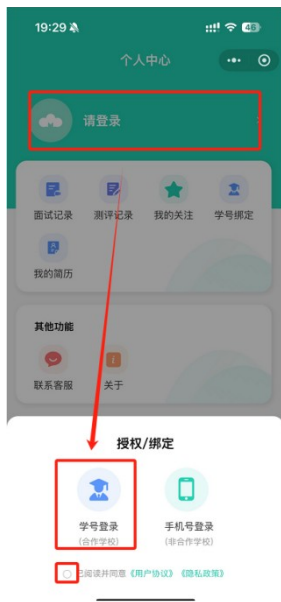 19:29
48
个人中心
请登录
面试记录 测评记录 我的关注 学号绑定
我的简历
其他功能
联系客服 关于
授权/绑定
学号登录 手机号登录
(合作学校) (非合作学校)
已阅读并同意《用户协议》《隐私政策》